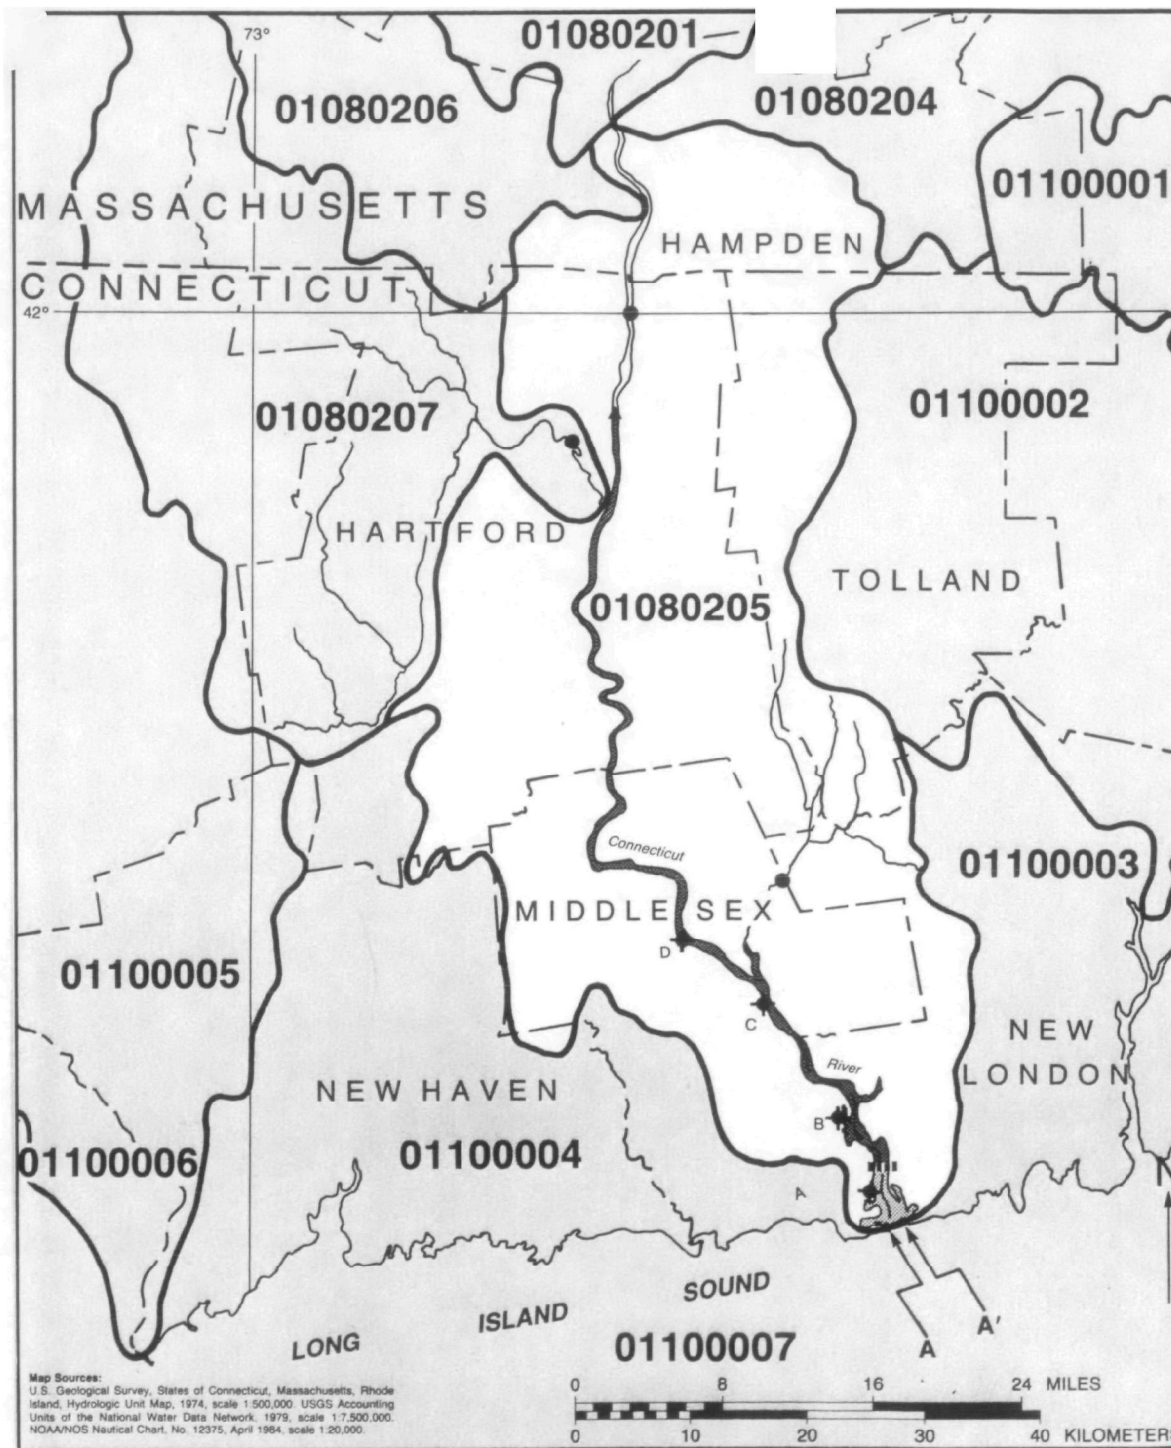 73°
01080201
01080206
01080204
01100001
MASSACHUSETTS
HAMPDEN
CONNECTICUT
42°
01080207
01100002
HARTFORD
TOLLAND
01080205
Connecticut
01100003
MIDDLESEX
D
01100005
C
NEW
LONDON
River
NEW HAVEN
B
01100004
01100006
A
N
LONG ISLAND SOUND
A'
A
01100007
Map Sources:
U.S. Geological Survey, States of Connecticut, Massachusetts, Rhode
Island, Hydrologic Unit Map, 1974, scale 1:500,000. USGS Accounting
Units of the National Water Data Network, 1979, scale 1:7,500,000.
NOAA/NOS Nautical Chart, No. 12375, April 1984, scale 1:20,000.
0 8 16 24 MILES
0 10 20 30 40 KILOMETER